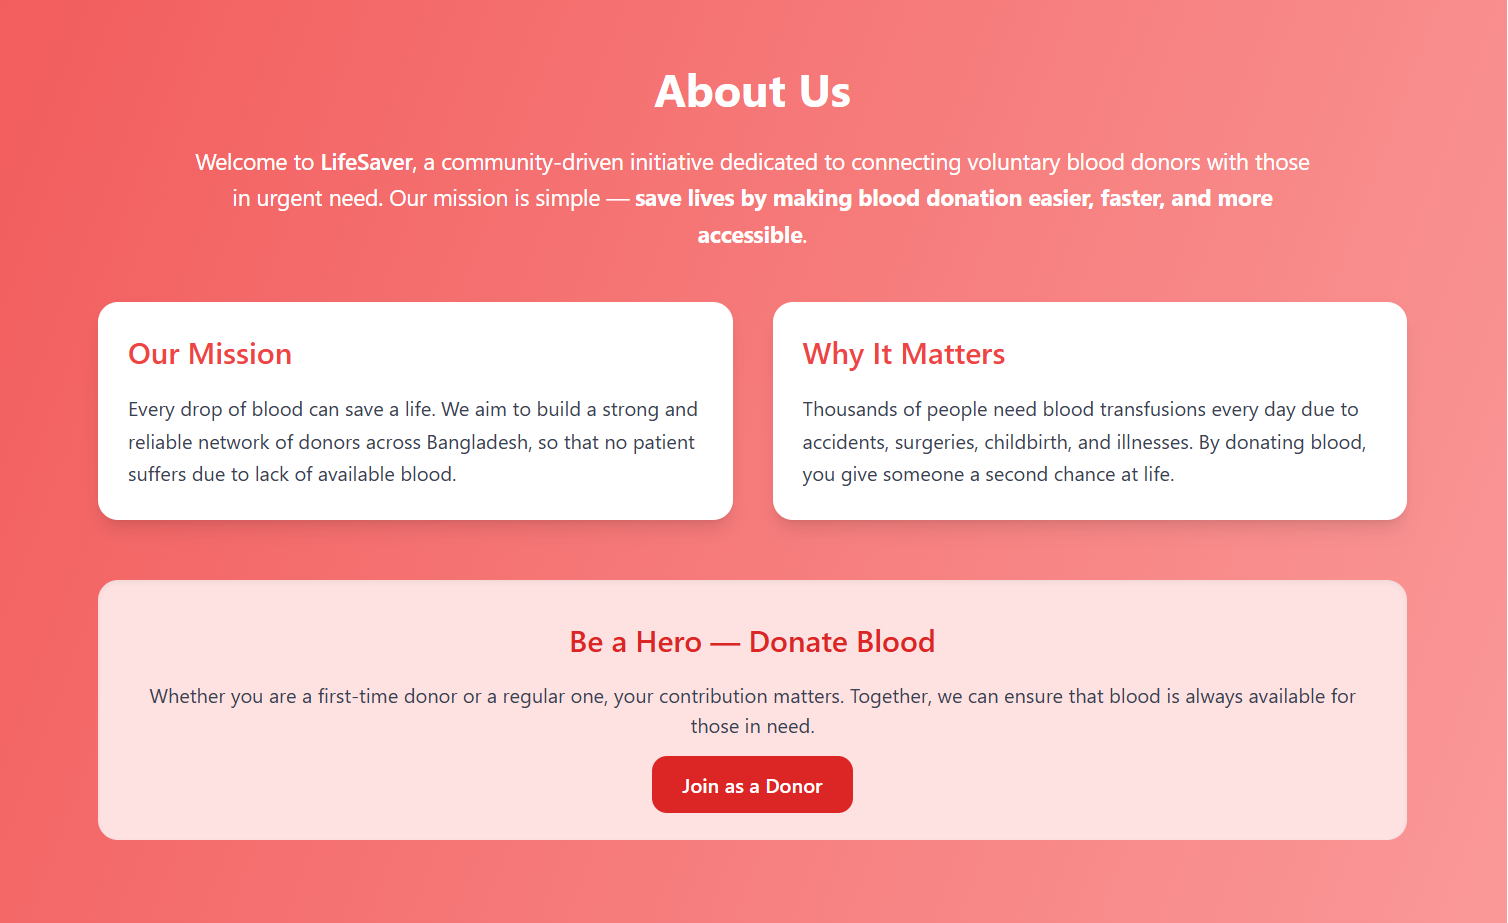 About Us
Welcome to LifeSaver, a community-driven initiative dedicated to connecting voluntary blood donors with those
in urgent need. Our mission is simple — save lives by making blood donation easier, faster, and more
accessible.
Our Mission
Every drop of blood can save a life. We aim to build a strong and
reliable network of donors across Bangladesh, so that no patient
suffers due to lack of available blood.
Why It Matters
Thousands of people need blood transfusions every day due to
accidents, surgeries, childbirth, and illnesses. By donating blood,
you give someone a second chance at life.
Be a Hero — Donate Blood
Whether you are a first-time donor or a regular one, your contribution matters. Together, we can ensure that blood is always available for
those in need.
Join as a Donor